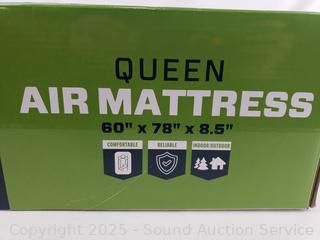 QUEEN
AIR MATTRESS
60" x 78" x 8.5"
COMFORTABLE RELIABLE INDOOR/OUTDOOR
Copyright 2025 - Sound Auction Service